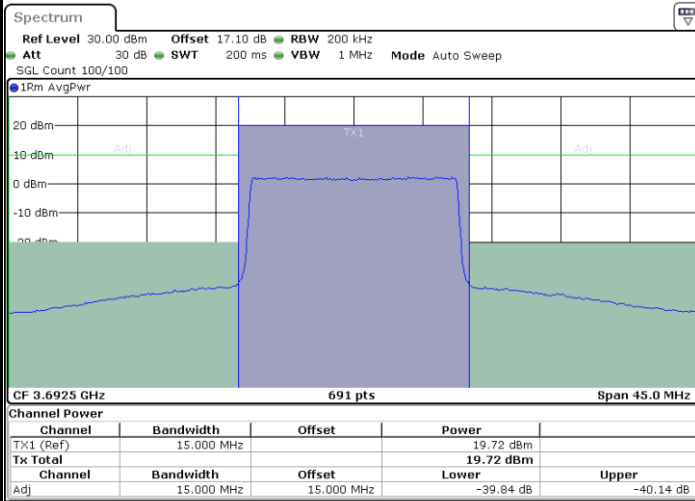 Spectrum
Ref Level 30.00 dBm Offset 17.10 dB RBW 200 kHz
Att 30 dB SWT 200 ms VBW 1 MHz Mode Auto Sweep
SGL Count 100/100
1Rm AvgPwr
20 dBm
TX1
Adj Adj
10 dBm
0 dBm
-10 dBm
-20 dBm
CF 3.6925 GHz 691 pts Span 45.0 MHz
Channel Power
Channel Bandwidth Offset Power
TX1 (Ref) 15.000 MHz 19.72 dBm
Tx Total 19.72 dBm
Channel Bandwidth Offset Lower Upper
Adj 15.000 MHz 15.000 MHz -39.84 dB -40.14 dB